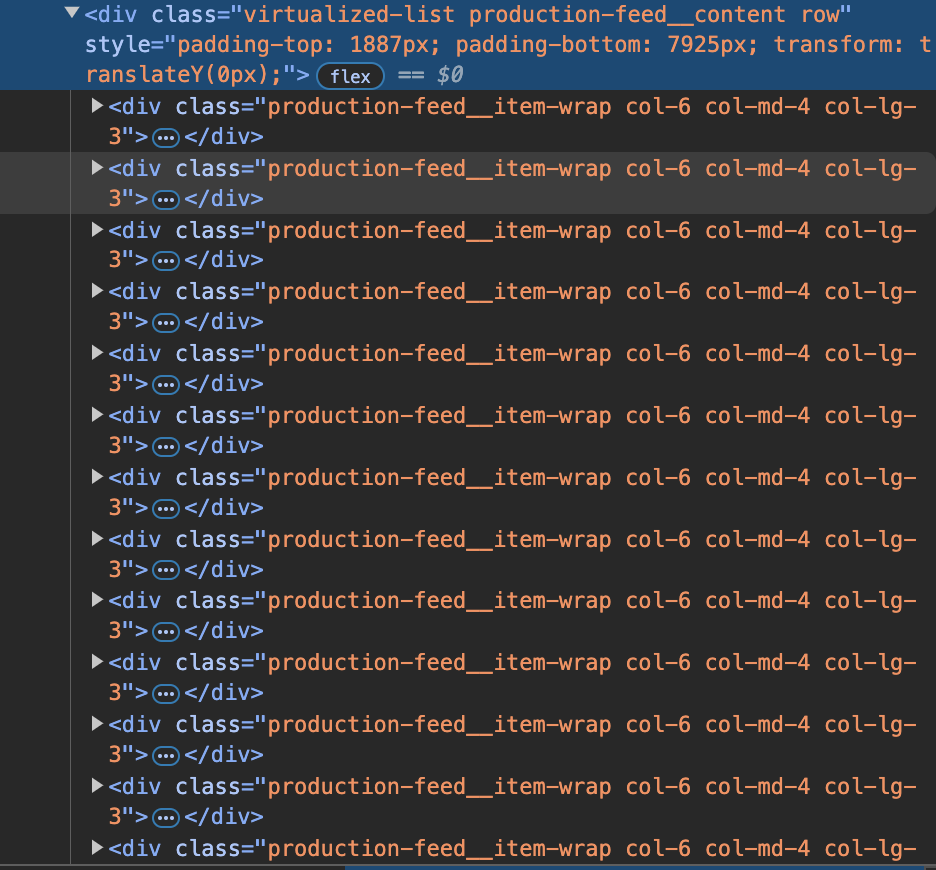 <div class="virtualized-list production-feed__content row"
style="padding-top: 1887px; padding-bottom: 7925px; transform: t
ranslateY(0px);"> flex == $0
<div class="production-feed__item-wrap col-6 col-md-4 col-lg-
3"> ••• </div>
<div class="production-feed__item-wrap col-6 col-md-4 col-lg-
3"> ••• </div>
<div class="production-feed__item-wrap col-6 col-md-4 col-lg-
3"> ••• </div>
<div class="production-feed__item-wrap col-6 col-md-4 col-lg-
3"> ••• </div>
<div class="production-feed__item-wrap col-6 col-md-4 col-lg-
3"> ••• </div>
<div class="production-feed__item-wrap col-6 col-md-4 col-lg-
3"> ••• </div>
<div class="production-feed__item-wrap col-6 col-md-4 col-lg-
3"> ••• </div>
<div class="production-feed__item-wrap col-6 col-md-4 col-lg-
3"> ••• </div>
<div class="production-feed__item-wrap col-6 col-md-4 col-lg-
3"> ••• </div>
<div class="production-feed__item-wrap col-6 col-md-4 col-lg-
3"> ••• </div>
<div class="production-feed__item-wrap col-6 col-md-4 col-lg-
3"> ••• </div>
<div class="production-feed__item-wrap col-6 col-md-4 col-lg-
3"> ••• </div>
<div class="production-feed__item-wrap col-6 col-md-4 col-lg-